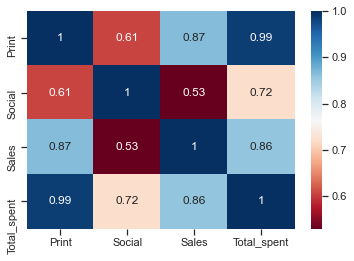 Print 1 0.61 0.87 0.99
Social 0.61 1 0.53 0.72
Sales 0.87 0.53 1 0.86
Total_spent 0.99 0.72 0.86 1
Print Social Sales Total_spent
1.0
0.9
0.8
0.7
0.6